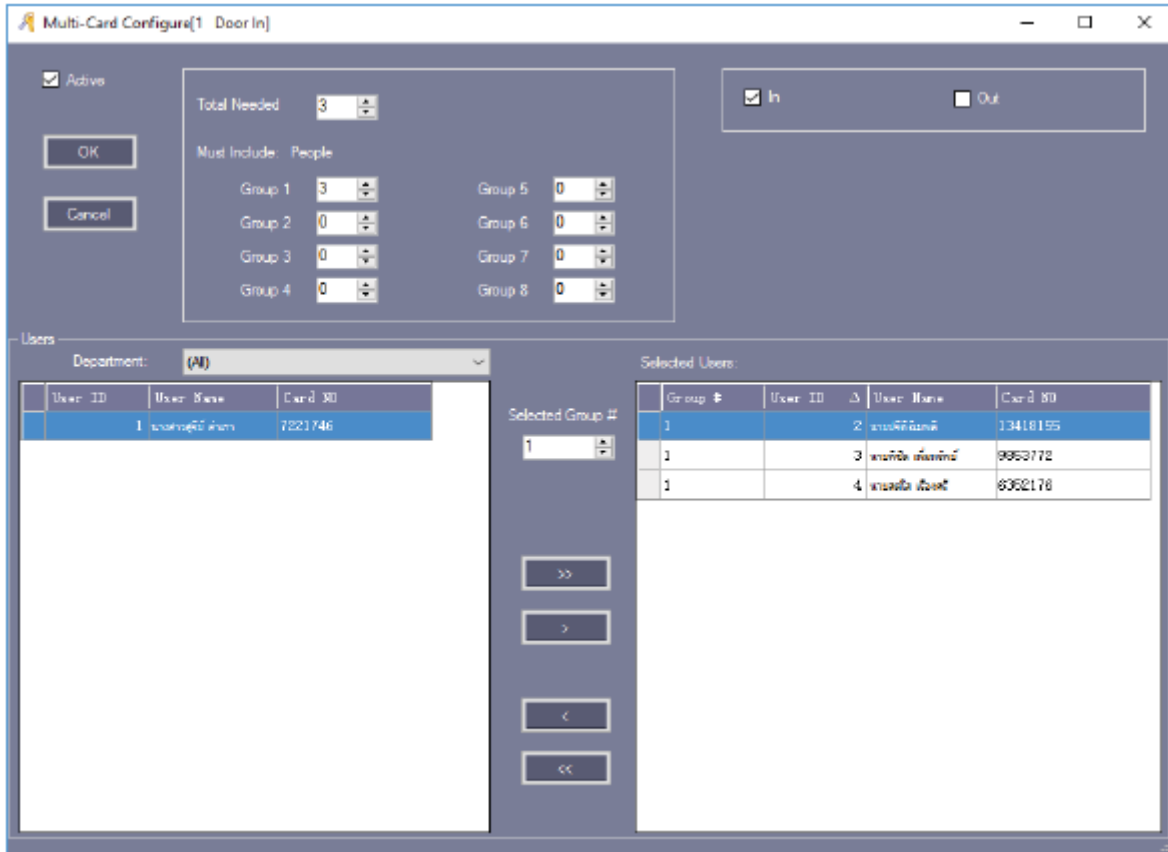 Multi-Card Configure[1 Door In]
Active
Total Needed 3
In Out
OK
Must Include: People
Group 1 3 Group 5 0
Cancel
Group 2 0 Group 6 0
Group 3 0 Group 7 0
Group 4 0 Group 8 0
Users
Department: (All)
Selected Users:
User ID User Name Card NO
Selected Group #
1
Group # User ID Δ User Name Card NO
1 7221746
1 2 13418155
1 3 9953772
1 4 6352176
>>
>
<
<<